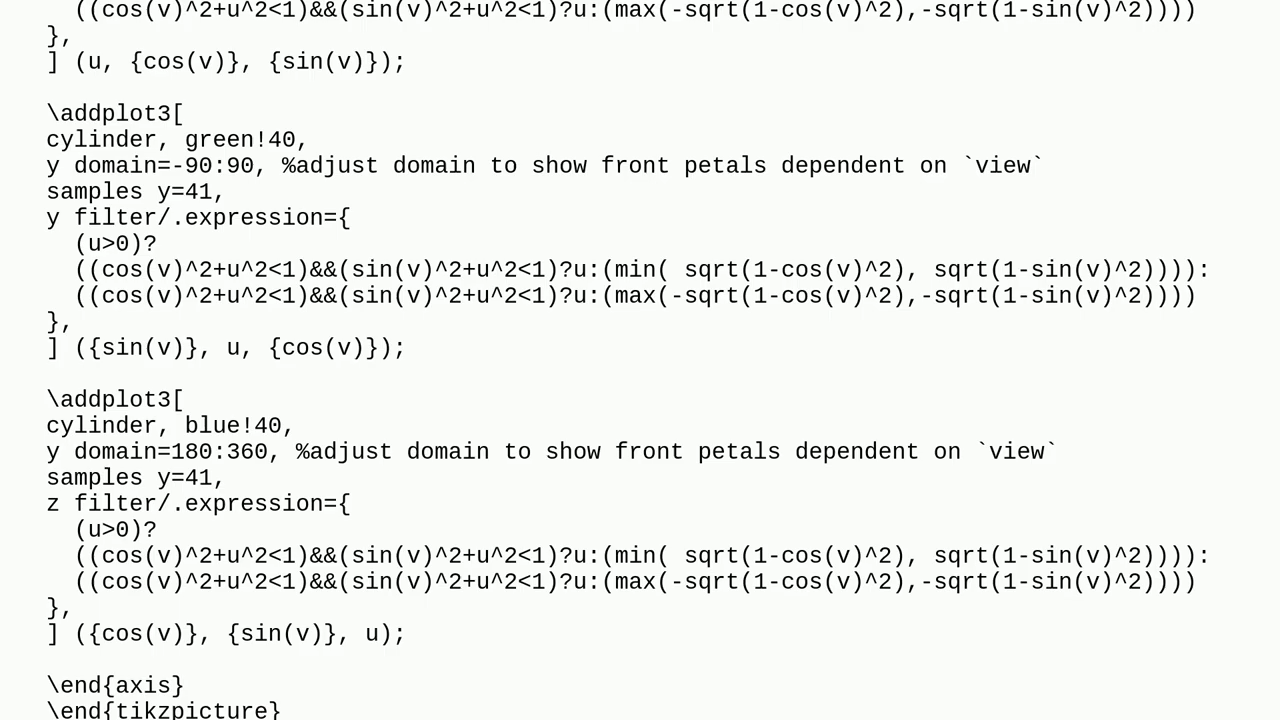 ((cos(v)^2+u^2<1)&&(sin(v)^2+u^2<1)?u:(max(-sqrt(1-cos(v)^2),-sqrt(1-sin(v)^2))))
},
] (u, {cos(v)}, {sin(v)});

\addplot3[
cylinder, green!40,
y domain=-90:90, %adjust domain to show front petals dependent on `view`
samples y=41,
y filter/.expression={
  (u>0)?
  ((cos(v)^2+u^2<1)&&(sin(v)^2+u^2<1)?u:(min( sqrt(1-cos(v)^2), sqrt(1-sin(v)^2)))):
  ((cos(v)^2+u^2<1)&&(sin(v)^2+u^2<1)?u:(max(-sqrt(1-cos(v)^2),-sqrt(1-sin(v)^2))))
},
] ({sin(v)}, u, {cos(v)});

\addplot3[
cylinder, blue!40,
y domain=180:360, %adjust domain to show front petals dependent on `view`
samples y=41,
z filter/.expression={
  (u>0)?
  ((cos(v)^2+u^2<1)&&(sin(v)^2+u^2<1)?u:(min( sqrt(1-cos(v)^2), sqrt(1-sin(v)^2)))):
  ((cos(v)^2+u^2<1)&&(sin(v)^2+u^2<1)?u:(max(-sqrt(1-cos(v)^2),-sqrt(1-sin(v)^2))))
},
] ({cos(v)}, {sin(v)}, u);

\end{axis}
\end{tikzpicture}